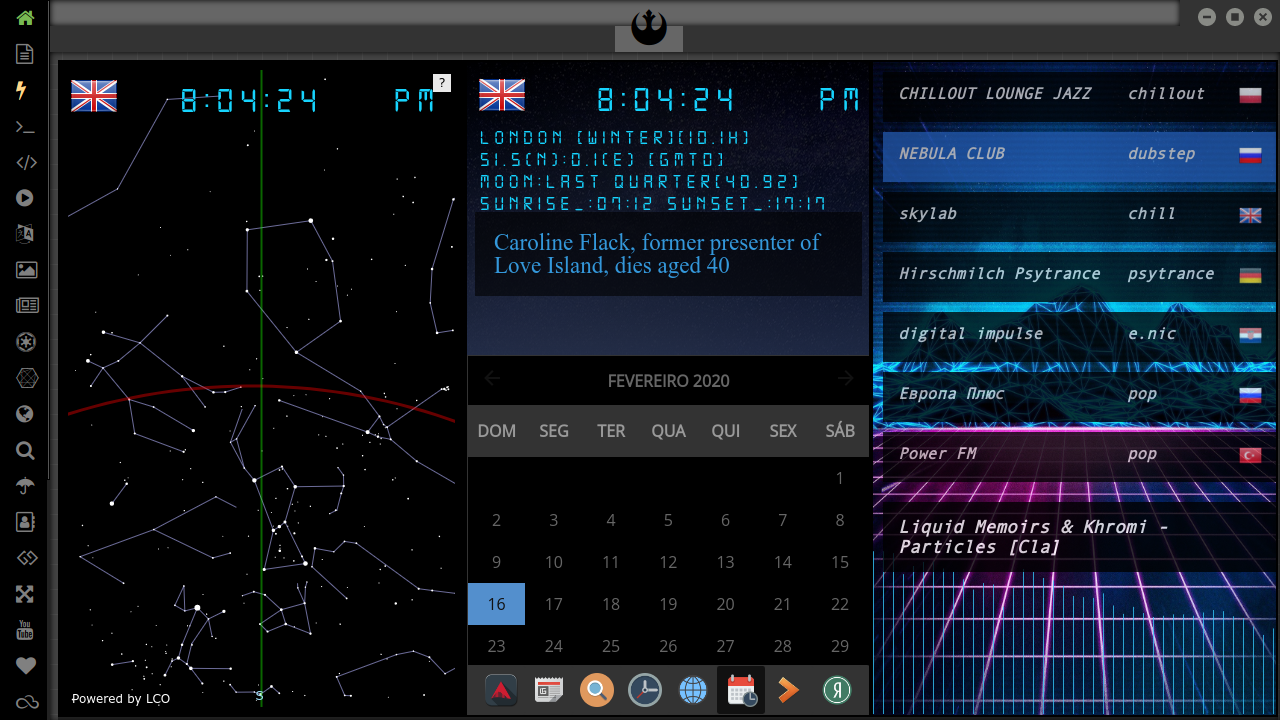 8:04:24 PM
?
S
Powered by LCO
8:04:24 PM
LONDON [WINTER][10.1H]
51.5(N):0.1(E) [GMT0]
MOON:LAST QUARTER[40.92]
SUNRISE_:07:12 SUNSET_:17:17
Caroline Flack, former presenter of
Love Island, dies aged 40
FEVEREIRO 2020
DOM SEG TER QUA QUI SEX SÁB
1
2 3 4 5 6 7 8
9 10 11 12 13 14 15
16 17 18 19 20 21 22
23 24 25 26 27 28 29
CHILLOUT LOUNGE JAZZ chillout
NEBULA CLUB dubstep
skylab chill
Hirschmilch Psytrance psytrance
digital impulse e.nic
Европа Плюс pop
Power FM pop
Liquid Memoirs & Khromi -
Particles [Cla]
You
Tube
Я